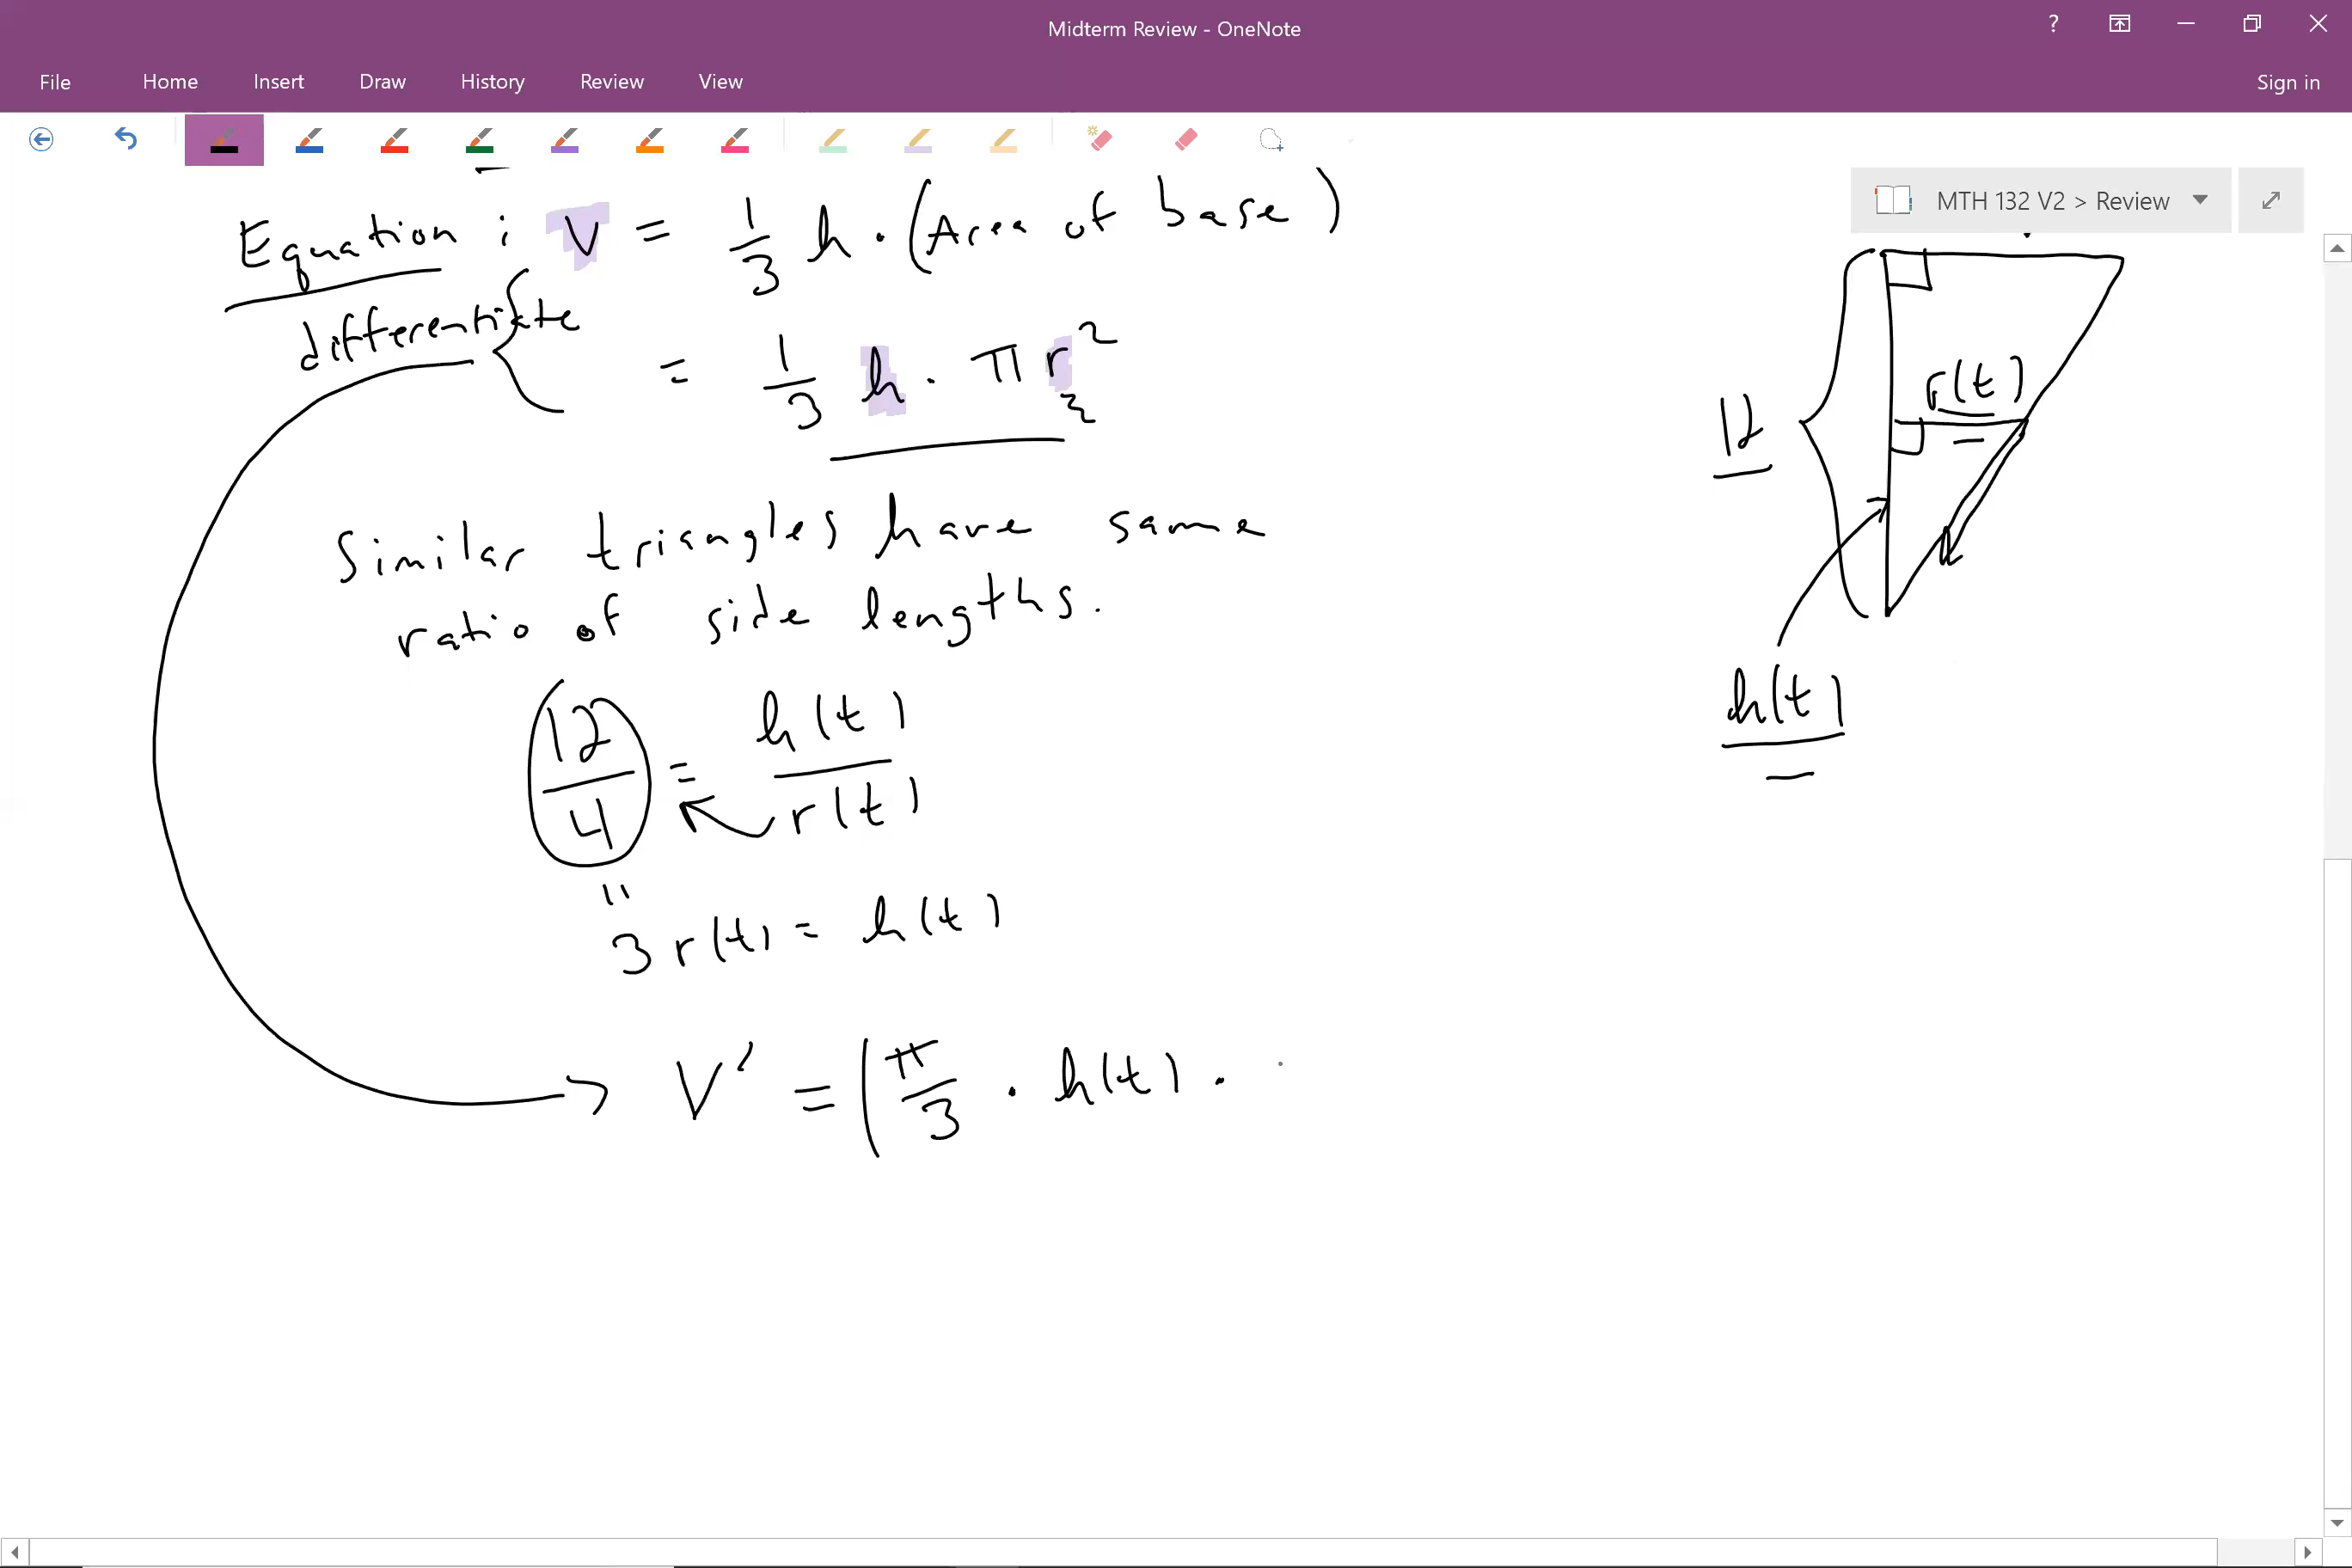 Midterm Review - OneNote
?
File Home Insert Draw History Review View
Sign in
MTH 132 V2 > Review
Equation : V = 1/3 h · (Area of base)
differentiate
= 1/3 h · π r²
12
r(t)
h(t)
Similar triangles have same
ratio of side lengths.
12/4 = h(t)/r(t)
"
3 r(t) = h(t)
V' = (π/3 · h(t) ·